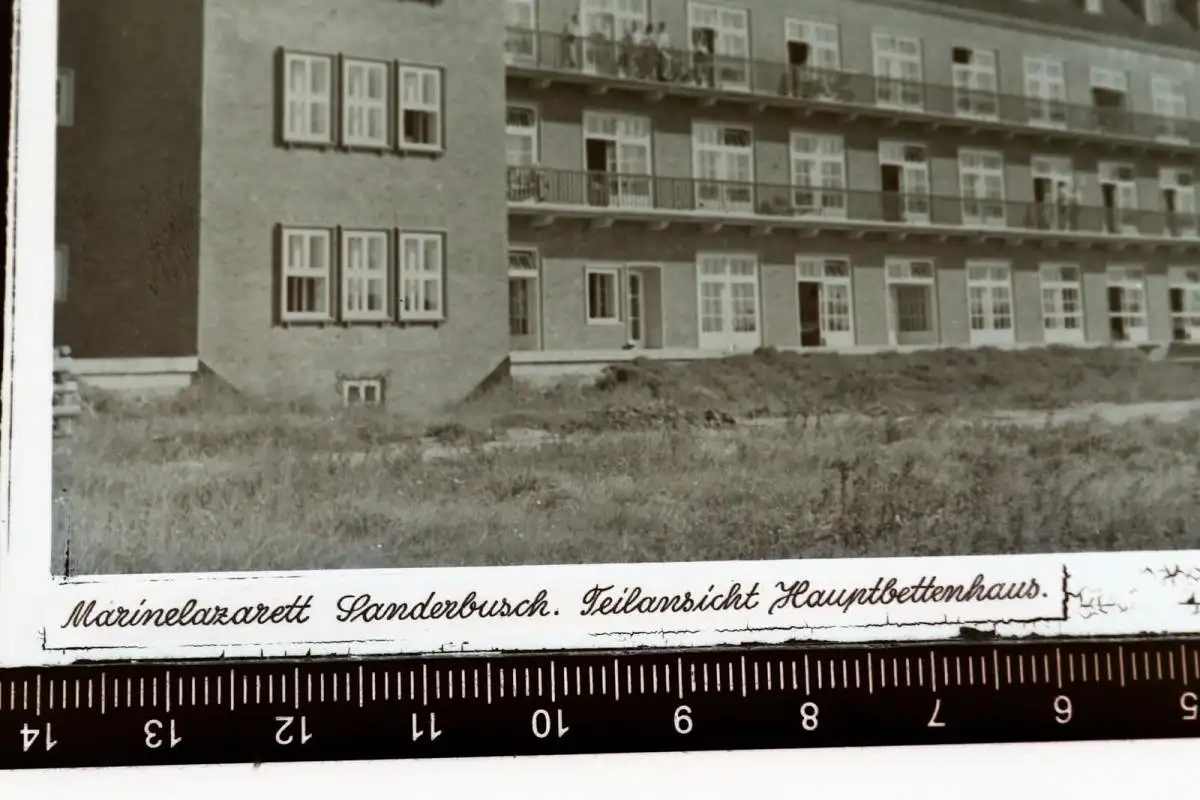 Marinelazarett Sanderbusch. Teilansicht Hauptbettenhaus.
14 13 12 11 10 9 8 7 6 5